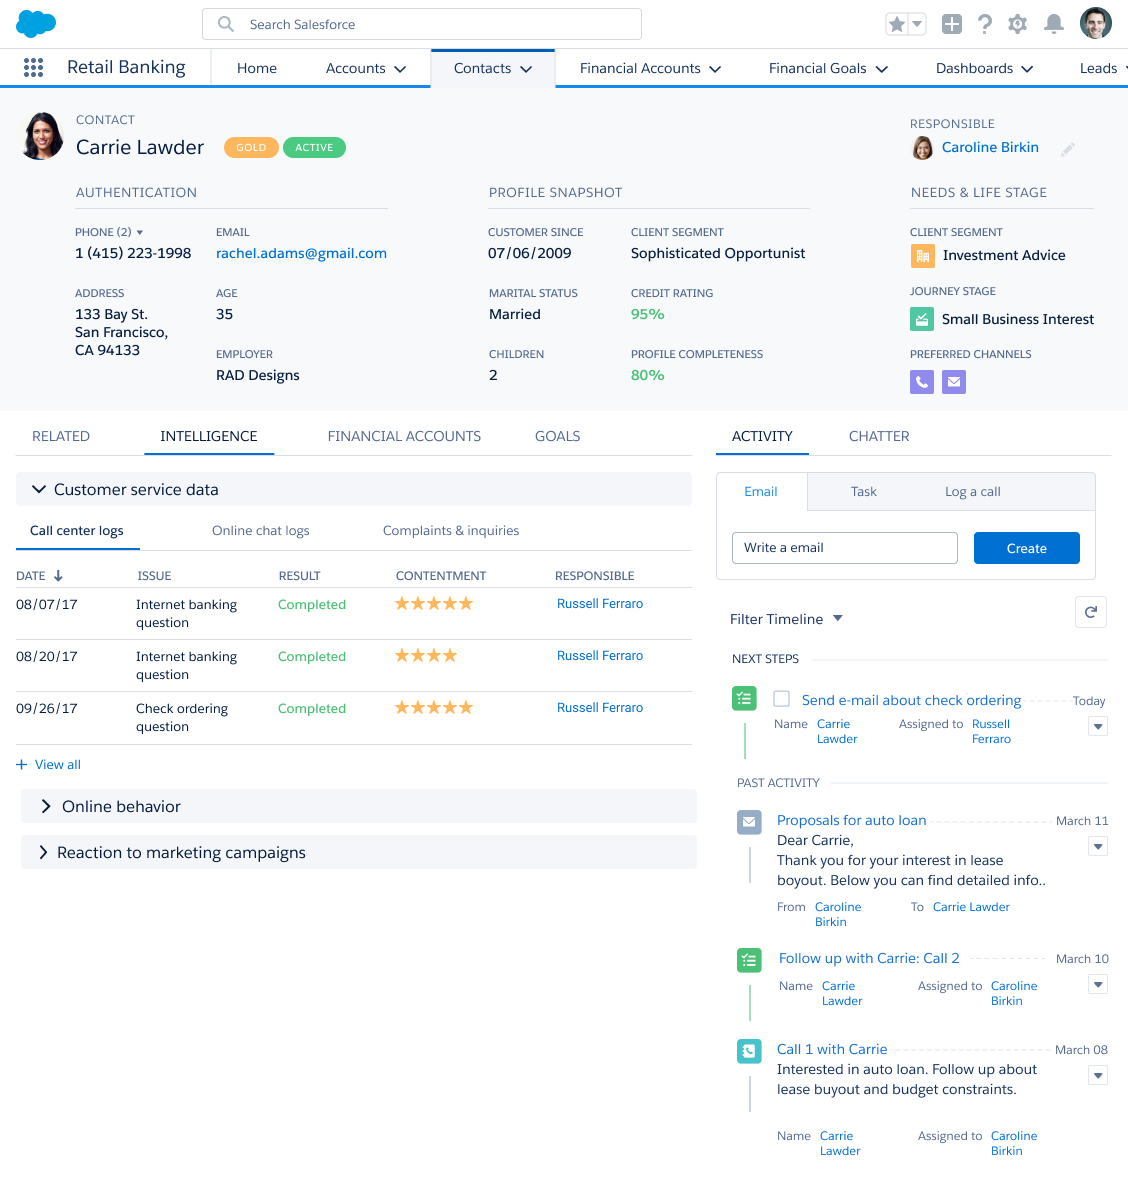 Search Salesforce
Retail Banking
Home
Accounts
Contacts
Financial Accounts
Financial Goals
Dashboards
Leads
CONTACT
Carrie Lawder
GOLD
ACTIVE
RESPONSIBLE
Caroline Birkin
AUTHENTICATION
PHONE (2)
1 (415) 223-1998
EMAIL
rachel.adams@gmail.com
ADDRESS
133 Bay St.
San Francisco,
CA 94133
AGE
35
EMPLOYER
RAD Designs
PROFILE SNAPSHOT
CUSTOMER SINCE
07/06/2009
CLIENT SEGMENT
Sophisticated Opportunist
MARITAL STATUS
Married
CREDIT RATING
95%
CHILDREN
2
PROFILE COMPLETENESS
80%
NEEDS & LIFE STAGE
CLIENT SEGMENT
Investment Advice
JOURNEY STAGE
Small Business Interest
PREFERRED CHANNELS
RELATED
INTELLIGENCE
FINANCIAL ACCOUNTS
GOALS
Customer service data
Call center logs
Online chat logs
Complaints & inquiries
DATE
ISSUE
RESULT
CONTENTMENT
RESPONSIBLE
08/07/17
Internet banking
question
Completed
Russell Ferraro
08/20/17
Internet banking
question
Completed
Russell Ferraro
09/26/17
Check ordering
question
Completed
Russell Ferraro
+ View all
Online behavior
Reaction to marketing campaigns
ACTIVITY
CHATTER
Email
Task
Log a call
Write a email
Create
Filter Timeline
NEXT STEPS
Send e-mail about check ordering
Today
Name
Carrie
Lawder
Assigned to
Russell
Ferraro
PAST ACTIVITY
Proposals for auto loan
March 11
Dear Carrie,
Thank you for your interest in lease
boyout. Below you can find detailed info..
From
Caroline
Birkin
To
Carrie Lawder
Follow up with Carrie: Call 2
March 10
Name
Carrie
Lawder
Assigned to
Caroline
Birkin
Call 1 with Carrie
March 08
Interested in auto loan. Follow up about
lease buyout and budget constraints.
Name
Carrie
Lawder
Assigned to
Caroline
Birkin